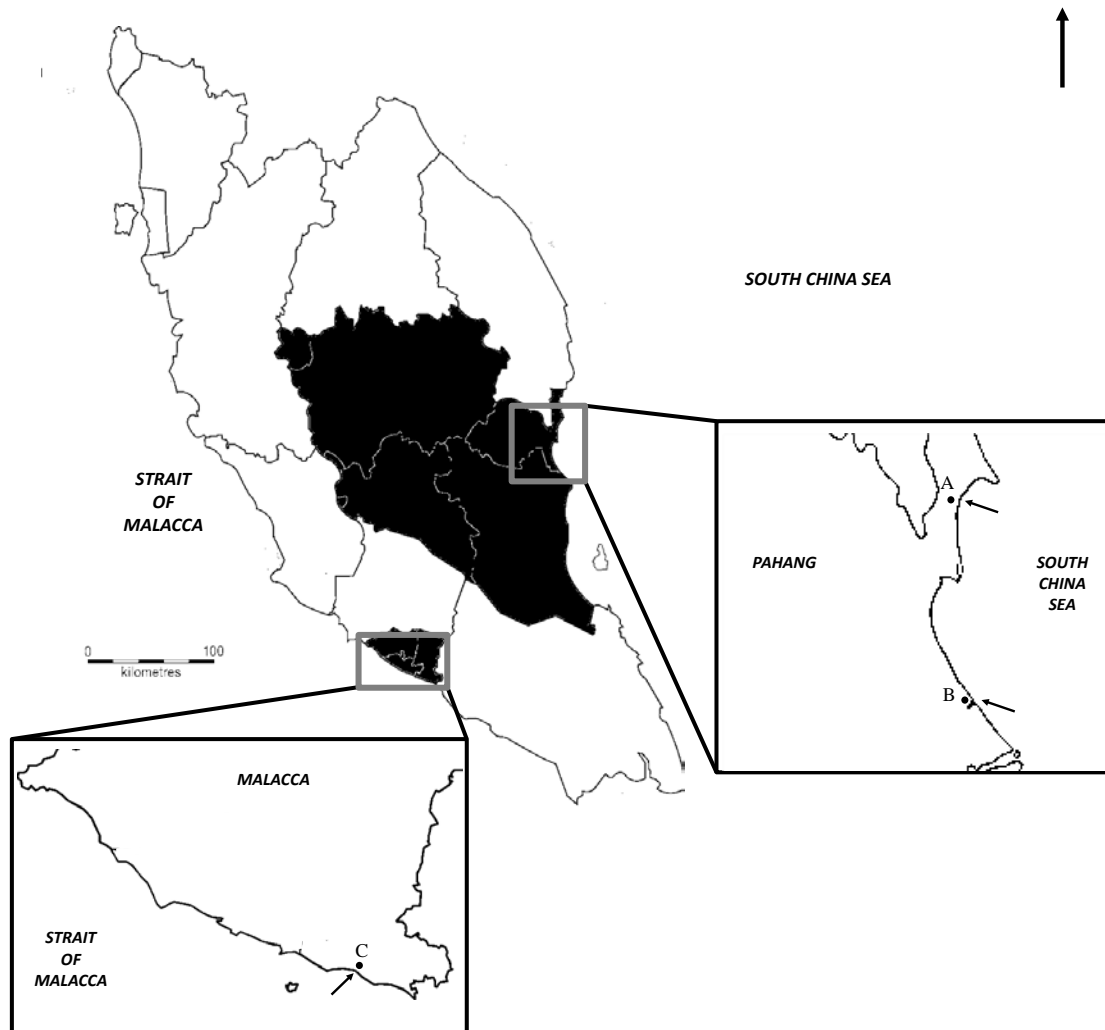 SOUTH CHINA SEA
STRAIT
OF
MALACCA
0 100
kilometres
A
PAHANG
SOUTH
CHINA
SEA
B
MALACCA
STRAIT
OF
MALACCA
C